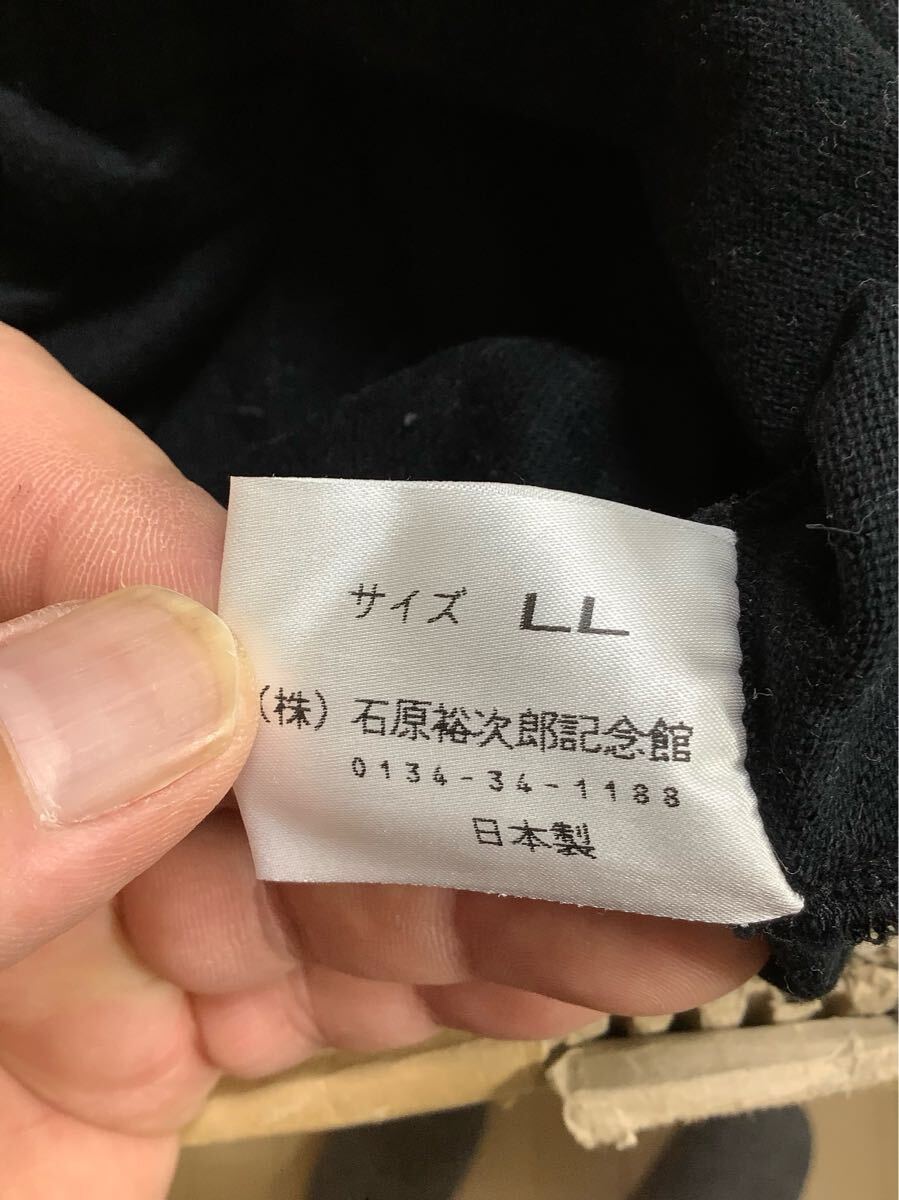 サイズ LL
(株)石原裕次郎記念館
0134-34-1188
日本製